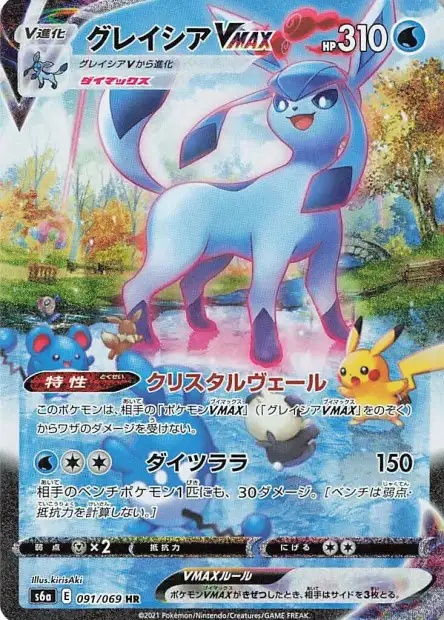 V進化
グレイシアVMAX
HP310
グレイシアVから進化
ダイマックス
特性
とくせい
クリスタルヴェール
このポケモンは、相手の「ポケモンVMAX」(「グレイシアVMAX」をのぞく)
からワザのダメージを受けない。
ダイツララ 150
相手のベンチポケモン1匹にも、30ダメージ。[ベンチは弱点・
抵抗力を計算しない。]
弱点 ×2 抵抗力 にげる
Illus.kirisAki
s6a E 091/069 HR
VMAXルール
ポケモンVMAXがきぜつしたとき、相手はサイドを3枚とる。
©2021 Pokémon/Nintendo/Creatures/GAME FREAK.